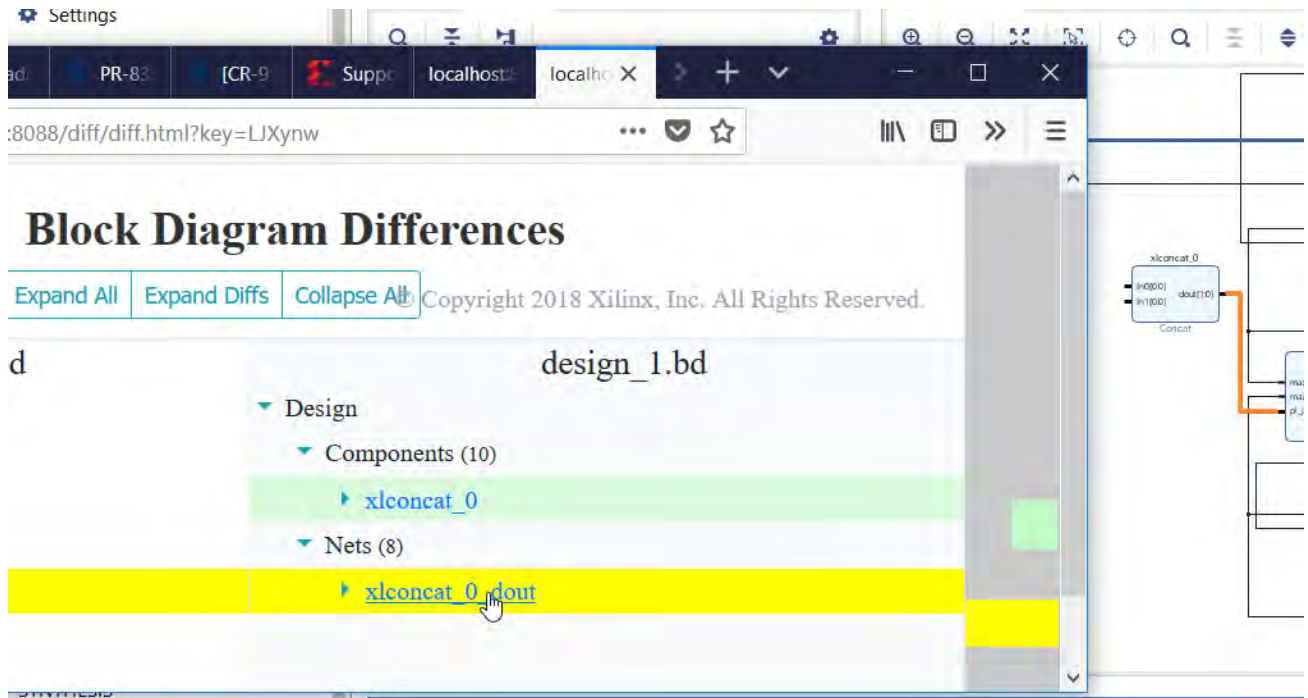 Settings
PR-83
[CR-9
Suppo
localhost:
localho
:8088/diff/diff.html?key=LJXynw
Block Diagram Differences
Expand All
Expand Diffs
Collapse All
© Copyright 2018 Xilinx, Inc. All Rights Reserved.
d
design_1.bd
Design
Components (10)
xlconcat_0
Nets (8)
xlconcat_0_dout
xlconcat_0
In0[0:0]
In1[0:0]
dout[1:0]
Concat